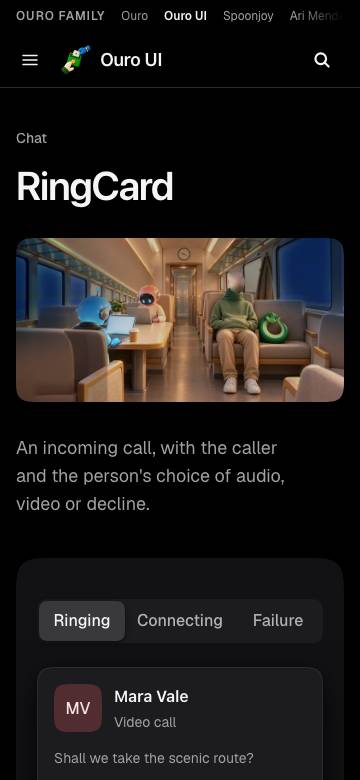 OURO FAMILY Ouro Ouro UI Spoonjoy Ari Mend
Ouro UI
Chat
RingCard
An incoming call, with the caller
and the person's choice of audio,
video or decline.
Ringing Connecting Failure
MV Mara Vale
Video call
Shall we take the scenic route?